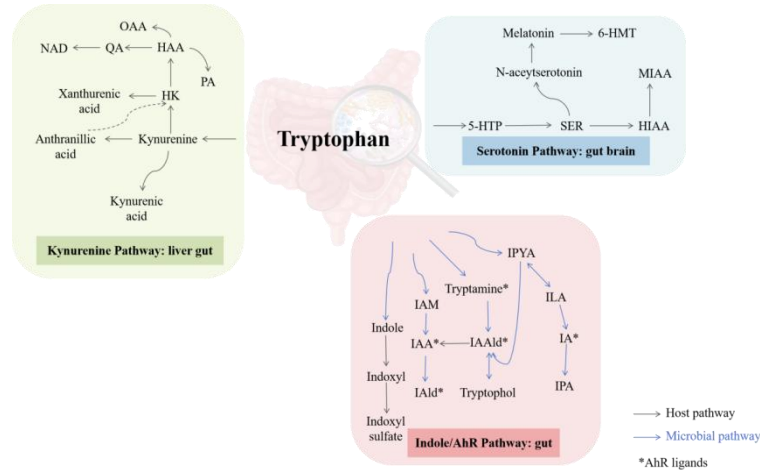 OAA
NAD
QA
HAA
PA
Xanthurenic
acid
HK
Anthranillic
acid
Kynurenine
Kynurenic
acid
Kynurenine Pathway: liver gut
Tryptophan
Melatonin
6-HMT
N-aceytserotonin
MIAA
5-HTP
SER
HIAA
Serotonin Pathway: gut brain
IPYA
Tryptamine*
ILA
IAM
Indole
IAA*
IAAld*
IA*
Indoxyl
IAld*
Tryptophol
IPA
Indoxyl
sulfate
Indole/AhR Pathway: gut
Host pathway
Microbial pathway
*AhR ligands